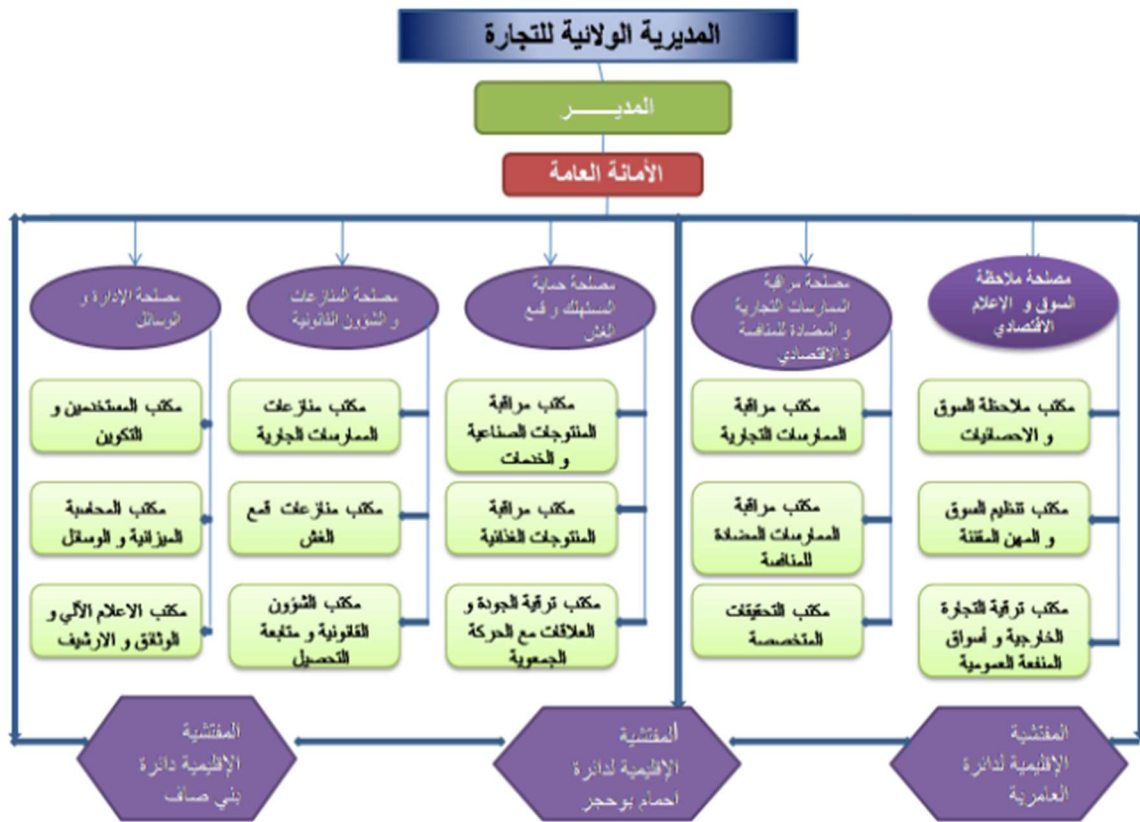 المديرية الولائية للتجارة
المديـــــــر
الأمانة العامة
مصلحة ملاحظة
السوق و الإعلام
الاقتصادي
مصلحة مراقبة
الممارسات التجارية
و المضادة للمنافسة
ة الاقتصادي
مصلحة حماية
المستهلك و قمع
الغش
مصلحة المنازعات
و الشؤون القانونية
مصلحة الإدارة و
الوسائل
مكتب ملاحظة السوق
و الاحصائيات
مكتب تنظيم السوق
و المهن المقننة
مكتب ترقية التجارة
الخارجية و أسواق
المنفعة العمومية
مكتب مراقبة
الممارسات التجارية
مكتب مراقبة
الممارسات المضادة
للمنافسة
مكتب التحقيقات
المتخصصة
مكتب مراقبة
المنتوجات الصناعية
و الخدمات
مكتب مراقبة
المنتوجات الغذائية
مكتب ترقية الجودة و
العلاقات مع الحركة
الجمعوية
مكتب منازعات
الممارسات الجارية
مكتب منازعات قمع
الغش
مكتب الشؤون
القانونية و متابعة
التحصيل
مكتب المستخدمين و
التكوين
مكتب المحاسبة
الميزانية و الوسائل
مكتب الاعلام الآلي و
الوثائق و الارشيف
المفتشية
الإقليمية لدائرة
العامرية
المفتشية
الإقليمية لدائرة
احمام بوحجر
المفتشية
الإقليمية دائرة
بني صاف